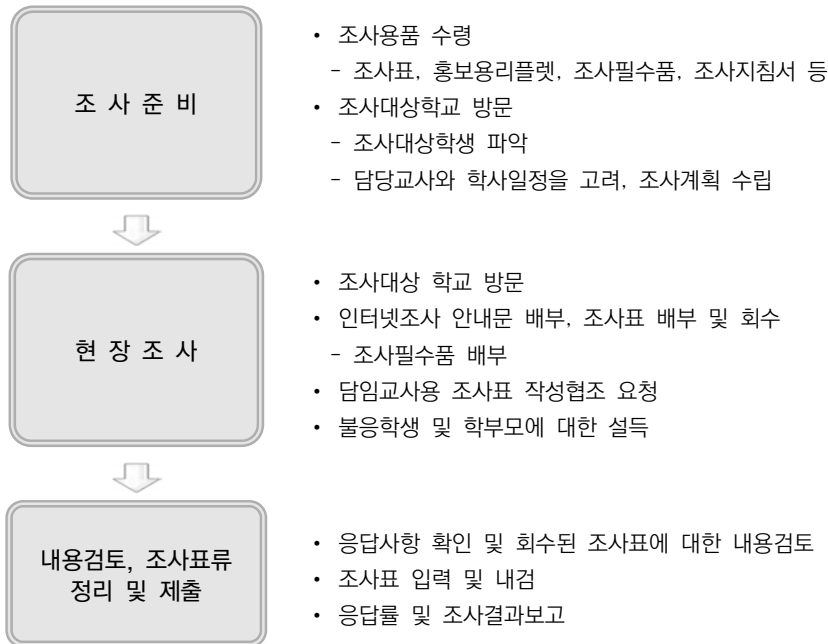 조 사 준 비
• 조사용품 수령
- 조사표, 홍보용리플렛, 조사필수품, 조사지침서 등
• 조사대상학교 방문
- 조사대상학생 파악
- 담당교사와 학사일정을 고려, 조사계획 수립
현 장 조 사
• 조사대상 학교 방문
• 인터넷조사 안내문 배부, 조사표 배부 및 회수
- 조사필수품 배부
• 담임교사용 조사표 작성협조 요청
• 불응학생 및 학부모에 대한 설득
내용검토, 조사표류
정리 및 제출
• 응답사항 확인 및 회수된 조사표에 대한 내용검토
• 조사표 입력 및 내검
• 응답률 및 조사결과보고